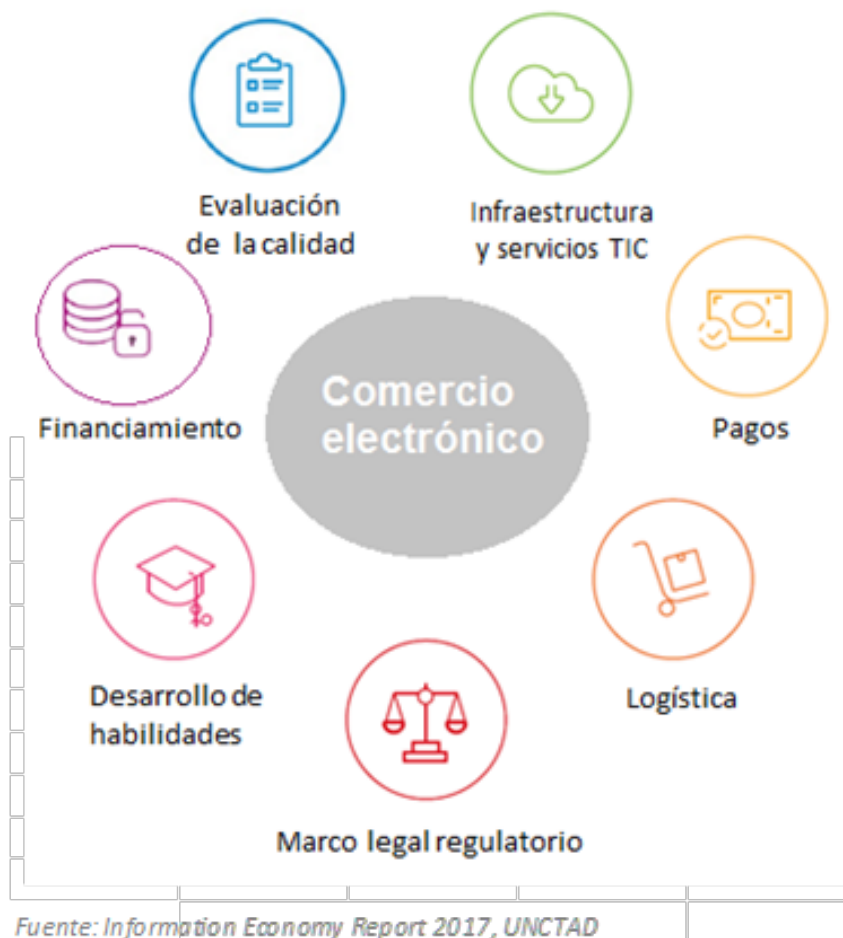 Evaluación
de la calidad
Infraestructura
y servicios TIC
Financiamiento
Comercio
electrónico
Pagos
Desarrollo de
habilidades
Logística
Marco legal regulatorio
Fuente: Information Economy Report 2017, UNCTAD